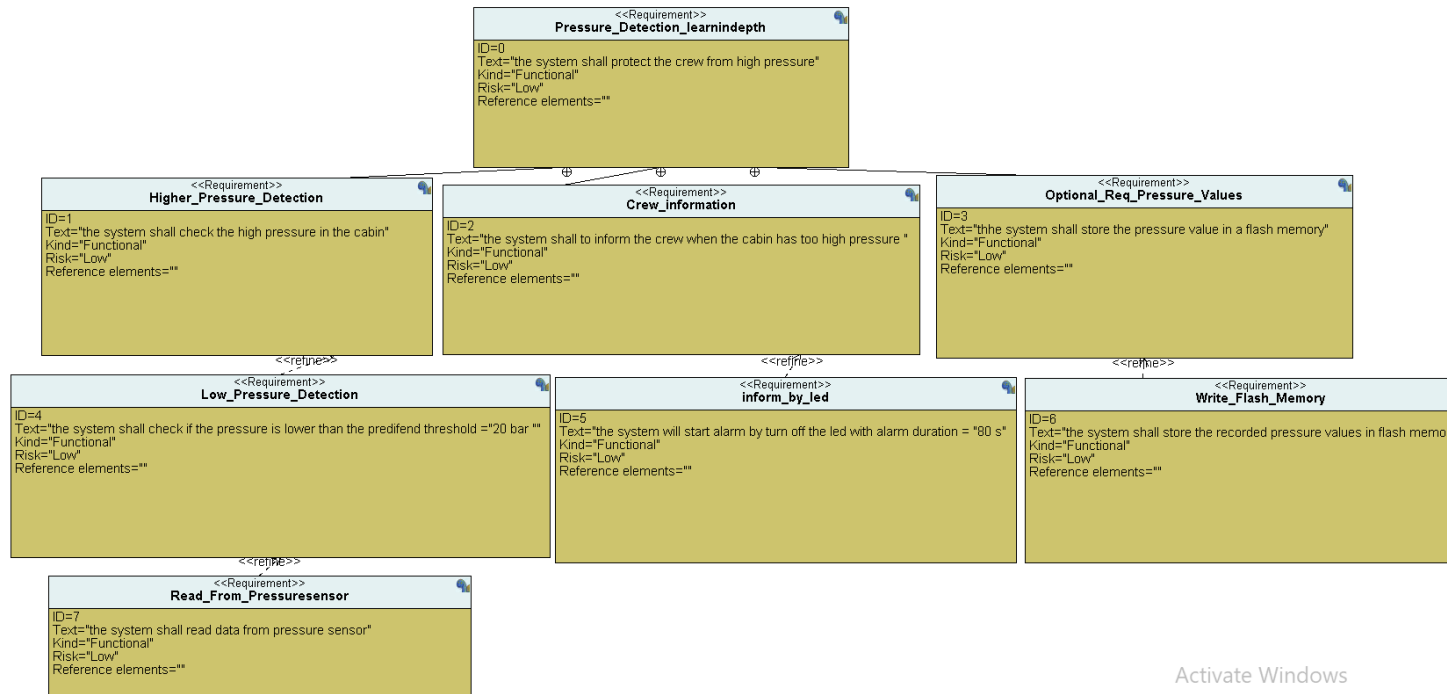 <<Requirement>>
Pressure_Detection_learnindepth
ID=0
Text="the system shall protect the crew from high pressure"
Kind="Functional"
Risk="Low"
Reference elements=""
<<Requirement>>
Higher_Pressure_Detection
ID=1
Text="the system shall check the high pressure in the cabin"
Kind="Functional"
Risk="Low"
Reference elements=""
<<Requirement>>
Crew_information
ID=2
Text="the system shall to inform the crew when the cabin has too high pressure "
Kind="Functional"
Risk="Low"
Reference elements=""
<<Requirement>>
Optional_Req_Pressure_Values
ID=3
Text="thhe system shall store the pressure value in a flash memory"
Kind="Functional"
Risk="Low"
Reference elements=""
<<refine>>
<<refine>>
<<refine>>
<<Requirement>>
Low_Pressure_Detection
ID=4
Text="the system shall check if the pressure is lower than the predifend threshold ="20 bar ""
Kind="Functional"
Risk="Low"
Reference elements=""
<<Requirement>>
inform_by_led
ID=5
Text="the system will start alarm by turn off the led with alarm duration = "80 s"
Kind="Functional"
Risk="Low"
Reference elements=""
<<Requirement>>
Write_Flash_Memory
ID=6
Text="the system shall store the recorded pressure values in flash memo
Kind="Functional"
Risk="Low"
Reference elements=""
<<refine>>
<<Requirement>>
Read_From_Pressuresensor
ID=7
Text="the system shall read data from pressure sensor"
Kind="Functional"
Risk="Low"
Reference elements=""
Activate Windows